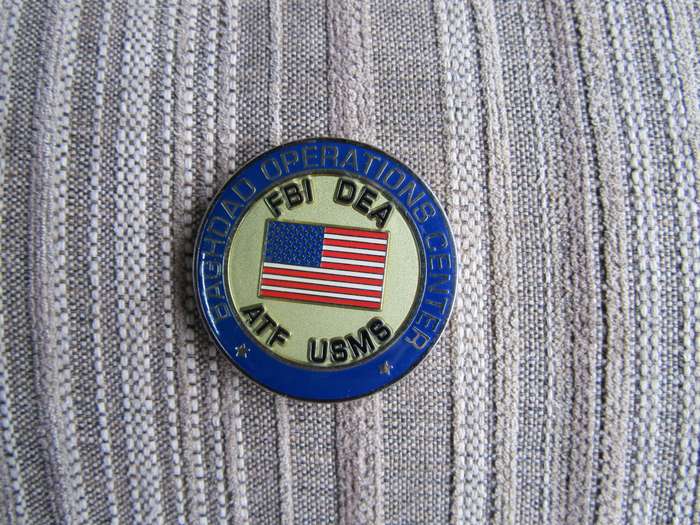 BAGHDAD OPERATIONS CENTER
FBI DEA
ATF USMS